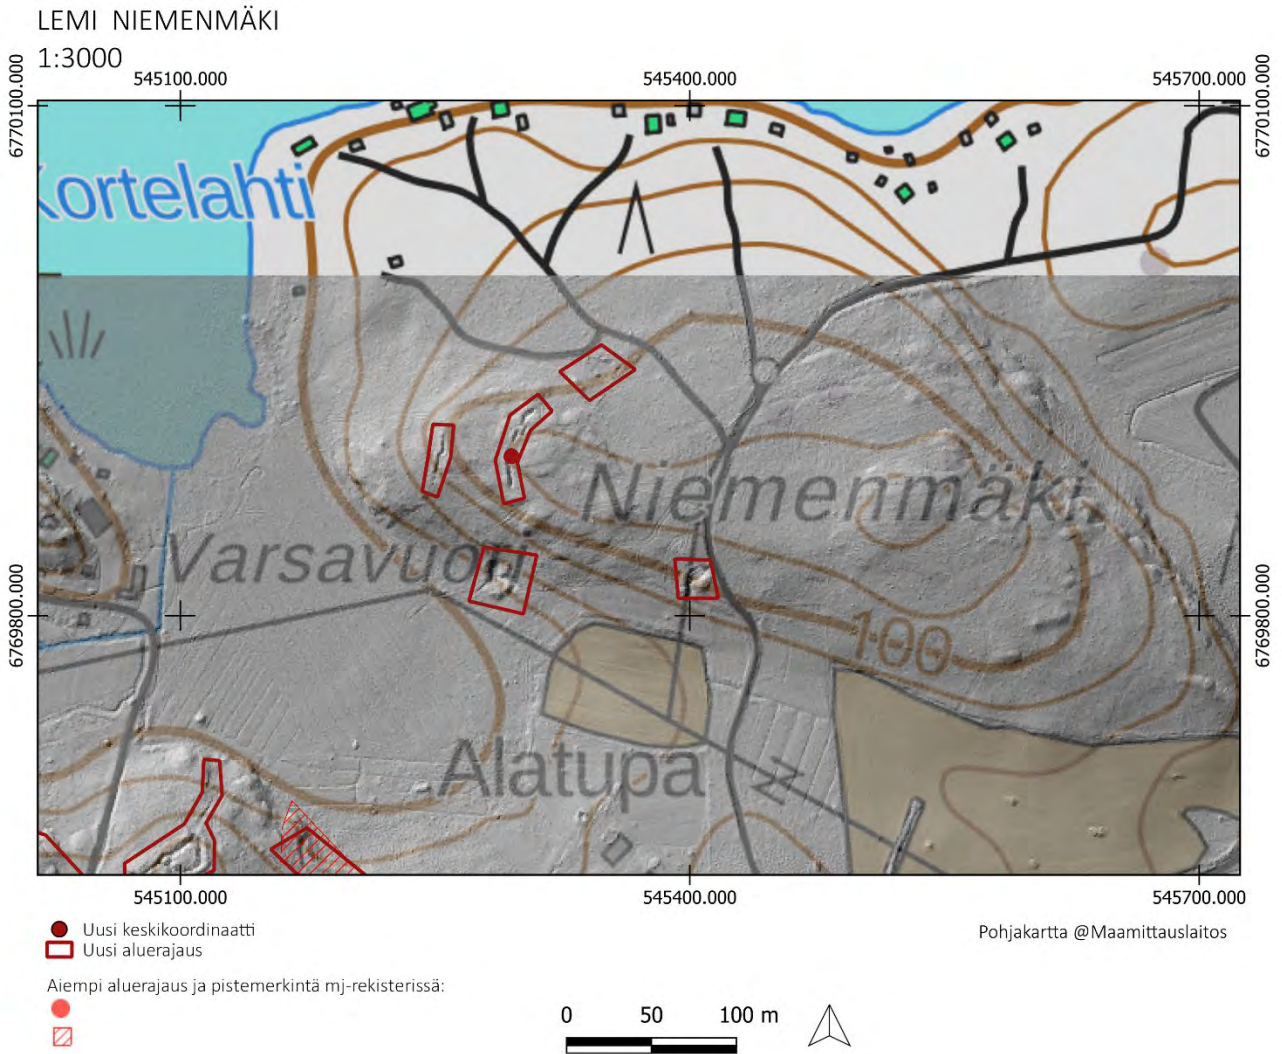 LEMI NIEMENMÄKI
1:3000
545100.000 545400.000 545700.000
6770100.000 6770100.000
Kortelahti
Niemenmäki
Varsavuori
6769800.000 6769800.000
100
Alatupa
545100.000 545400.000 545700.000
Uusi keskikoordinaatti
Uusi aluerajaus
Pohjakartta @Maamittauslaitos
Aiempi aluerajaus ja pistemerkintä mj-rekisterissä:
0 50 100 m